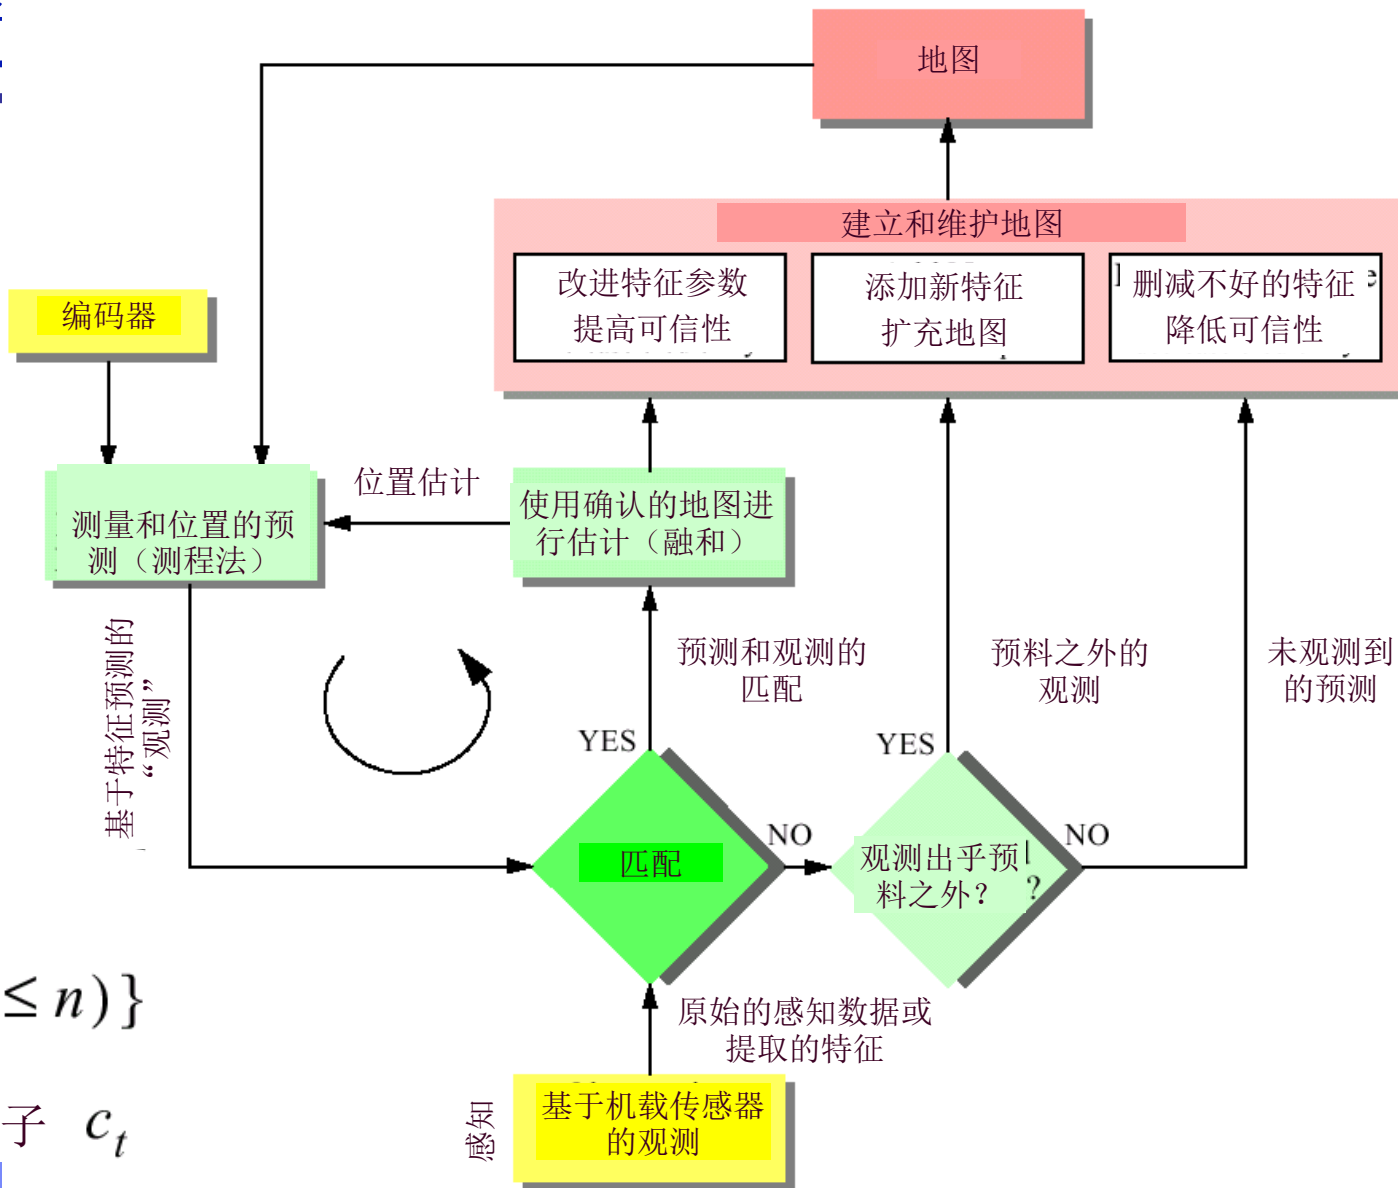 地图
建立和维护地图
改进特征参数
提高可信性
添加新特征
扩充地图
删减不好的特征
降低可信性
编码器
位置估计
测量和位置的预
测（测程法）
使用确认的地图进
行估计（融和）
基于特征预测的
“观测”
预测和观测的
匹配
预料之外的
观测
未观测到
的预测
YES
YES
匹配
NO
观测出乎预
料之外？
?
NO
≤ n)}
原始的感知数据或
提取的特征
子 c_t
感知
基于机载传感器
的观测